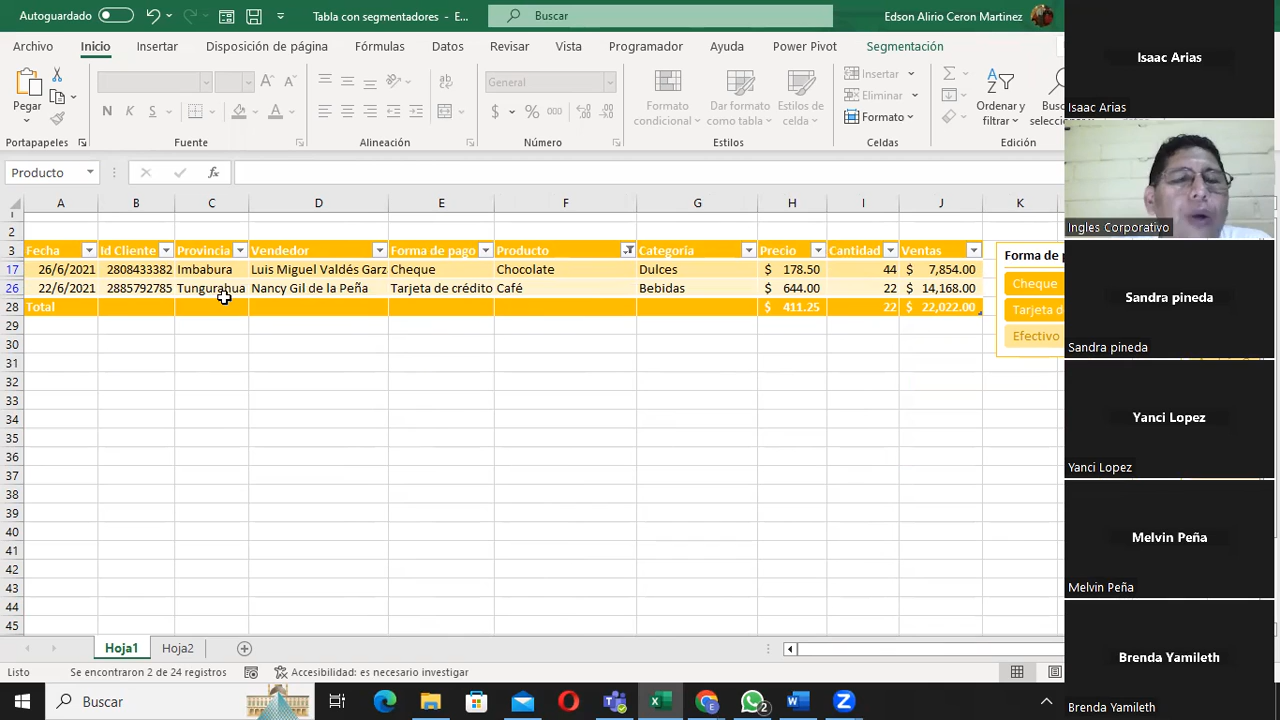 Autoguardado
Tabla con segmentadores - E...
Buscar
Edson Alirio Ceron Martinez
Archivo Inicio Insertar Disposición de página Fórmulas Datos Revisar Vista Programador Ayuda Power Pivot Segmentación
Pegar
N K S
General
$ % 000
Formato condicional
Dar formato como tabla
Estilos de celda
Insertar
Eliminar
Formato
Ordenar y filtrar
Portapapeles Fuente Alineación Número Estilos Celdas Edición
Producto
fx
A B C D E F G H I J K
2
3 Fecha Id Cliente Provincia Vendedor Forma de pago Producto Categoria Precio Cantidad Ventas
17 26/6/2021 2808433382 Imbabura Luis Miguel Valdés Garz Cheque Chocolate Dulces $ 178.50 44 $ 7,854.00
26 22/6/2021 2885792785 Tungurahua Nancy Gil de la Peña Tarjeta de crédito Café Bebidas $ 644.00 22 $ 14,168.00
28 Total $ 411.25 22 $ 22,022.00
29
30
31
32
33
34
35
36
37
38
39
40
41
42
43
44
45
Forma de p
Cheque
Tarjeta d
Efectivo
Hoja1 Hoja2
Listo Se encontraron 2 de 24 registros Accesibilidad: es necesario investigar
Buscar
2
Isaac Arias
Isaac Arias
Ingles Corporativo
Sandra pineda
Sandra pineda
Yanci Lopez
Yanci Lopez
Melvin Peña
Melvin Peña
Brenda Yamileth
Brenda Yamileth